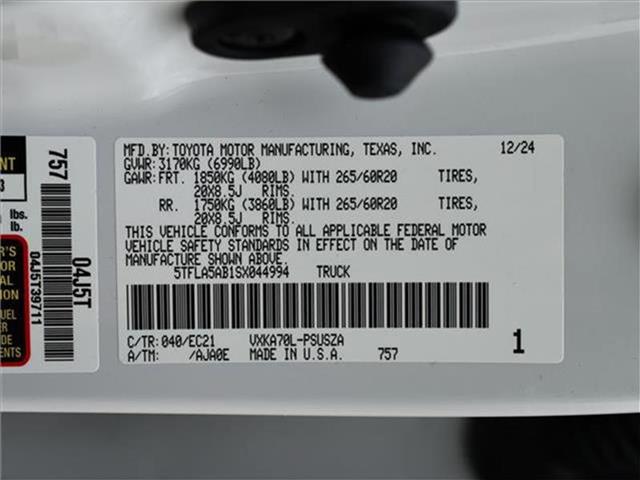 MFD.BY:TOYOTA MOTOR MANUFACTURING, TEXAS, INC. 12/24
GVWR:3170KG (6990LB)
GAWR:FRT. 1850KG (4080LB) WITH 265/60R20 TIRES,
20X8.5J RIMS.
RR. 1750KG (3860LB) WITH 265/60R20 TIRES,
20X8.5J RIMS.
THIS VEHICLE CONFORMS TO ALL APPLICABLE FEDERAL MOTOR
VEHICLE SAFETY STANDARDS IN EFFECT ON THE DATE OF
MANUFACTURE SHOWN ABOVE.
5TFLA5AB1SX044994 TRUCK
C/TR:040/EC21 VXKA70L-PSUSZA
A/TM: /AJA0E MADE IN U.S.A. 757
1
757
04J5T
04J5T39711
lbs.
lb.